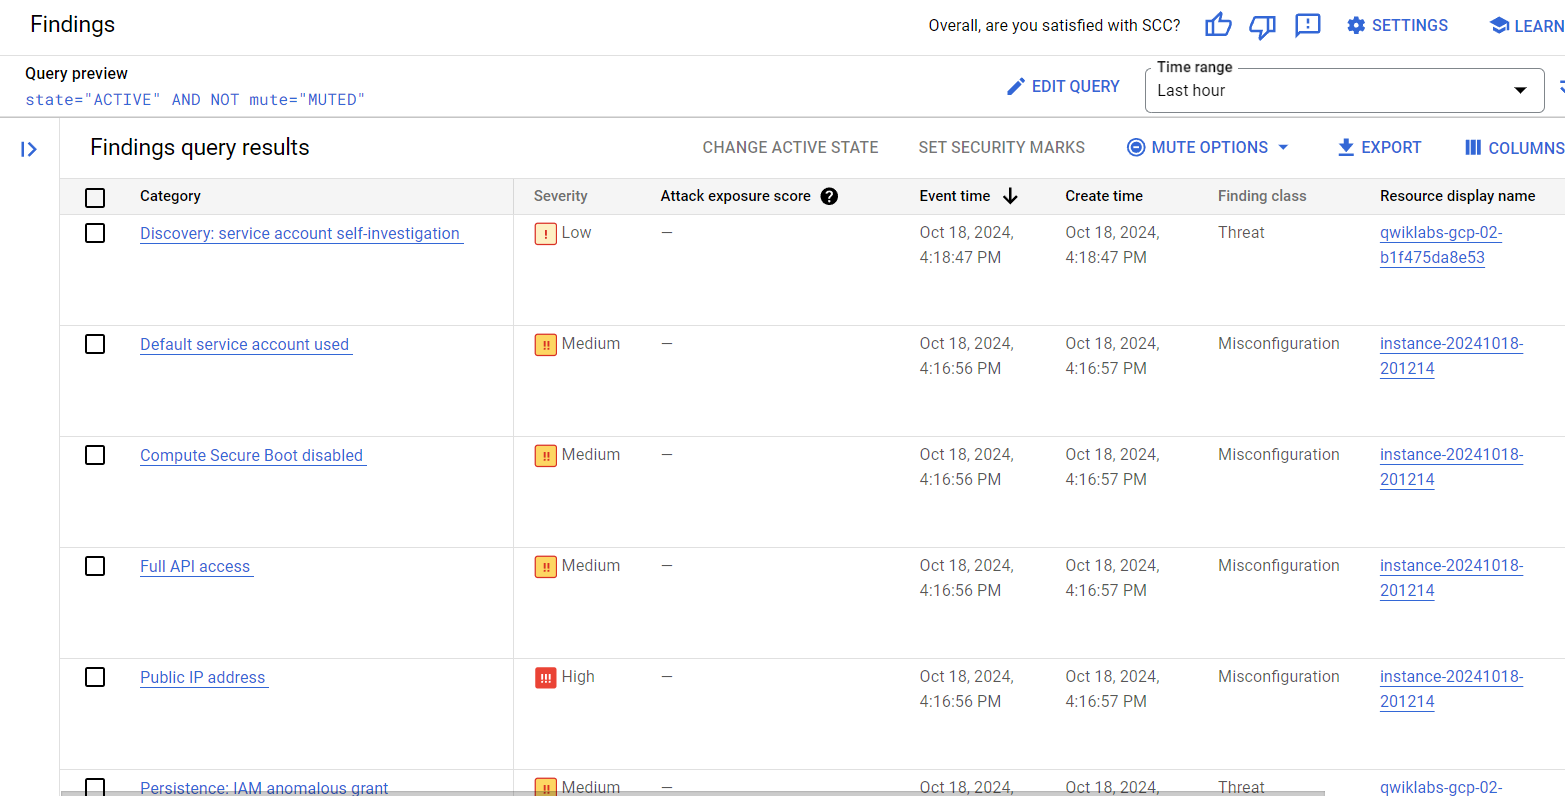 Findings
Overall, are you satisfied with SCC?
SETTINGS
LEARN
Query preview
state="ACTIVE" AND NOT mute="MUTED"
EDIT QUERY
Time range
Last hour
Findings query results
CHANGE ACTIVE STATE
SET SECURITY MARKS
MUTE OPTIONS
EXPORT
COLUMNS
Category Severity Attack exposure score Event time Create time Finding class Resource display name
Discovery: service account self-investigation Low — Oct 18, 2024, Oct 18, 2024, Threat qwiklabs-gcp-02-
4:18:47 PM 4:18:47 PM b1f475da8e53
Default service account used Medium — Oct 18, 2024, Oct 18, 2024, Misconfiguration instance-20241018-
4:16:56 PM 4:16:57 PM 201214
Compute Secure Boot disabled Medium — Oct 18, 2024, Oct 18, 2024, Misconfiguration instance-20241018-
4:16:56 PM 4:16:57 PM 201214
Full API access Medium — Oct 18, 2024, Oct 18, 2024, Misconfiguration instance-20241018-
4:16:56 PM 4:16:57 PM 201214
Public IP address High — Oct 18, 2024, Oct 18, 2024, Misconfiguration instance-20241018-
4:16:56 PM 4:16:57 PM 201214
Persistence: IAM anomalous grant Medium — Oct 18, 2024, Oct 18, 2024, Threat qwiklabs-gcp-02-